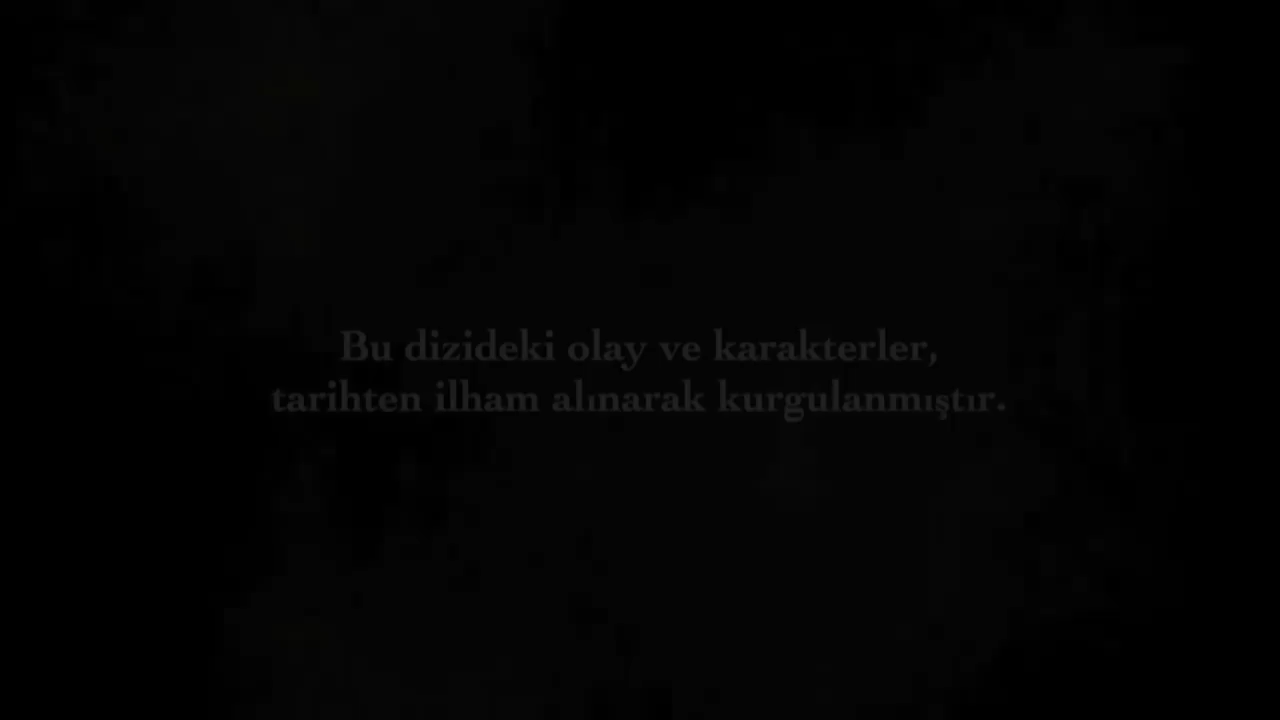 Bu dizideki olay ve karakterler,
tarihten ilham alınarak kurgulanmıştır.